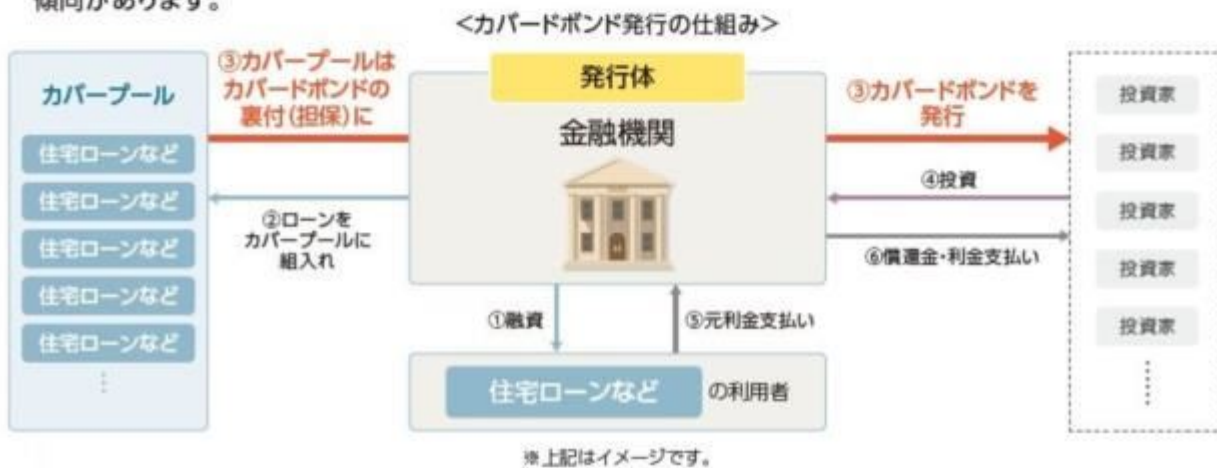 傾向があります。
＜カバードボンド発行の仕組み＞
カバープール
住宅ローンなど
住宅ローンなど
住宅ローンなど
住宅ローンなど
住宅ローンなど
③カバープールは
カバードボンドの
裏付(担保)に
②ローンを
カバープールに
組入れ
発行体
金融機関
①融資
⑤元利金支払い
住宅ローンなど の利用者
③カバードボンドを
発行
④投資
⑥償還金・利金支払い
投資家
投資家
投資家
投資家
投資家
※上記はイメージです。